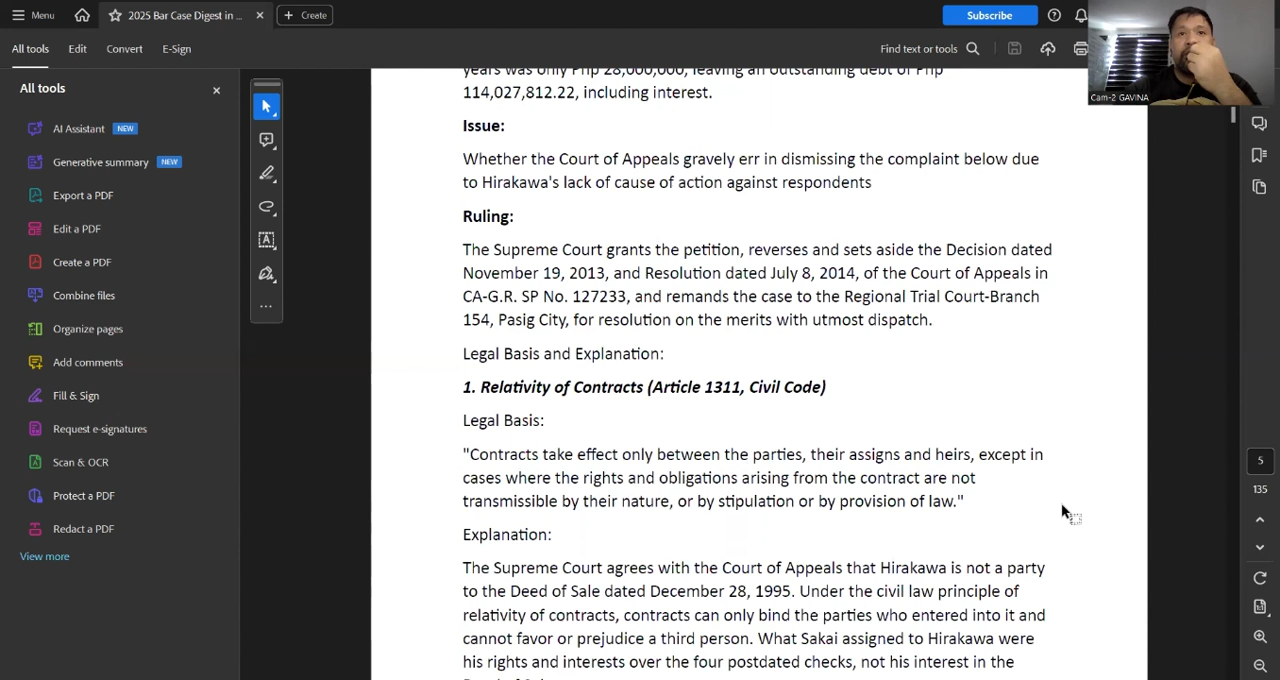 Menu
2025 Bar Case Digest in ...
Create
Subscribe
All tools
Edit
Convert
E-Sign
Find text or tools
All tools
AI Assistant NEW
Generative summary NEW
Export a PDF
Edit a PDF
Create a PDF
Combine files
Organize pages
Add comments
Fill & Sign
Request e-signatures
Scan & OCR
Protect a PDF
Redact a PDF
View more
years was only Php 28,000,000, leaving an outstanding debt of Php
114,027,812.22, including interest.
Issue:
Whether the Court of Appeals gravely err in dismissing the complaint below due
to Hirakawa's lack of cause of action against respondents
Ruling:
The Supreme Court grants the petition, reverses and sets aside the Decision dated
November 19, 2013, and Resolution dated July 8, 2014, of the Court of Appeals in
CA-G.R. SP No. 127233, and remands the case to the Regional Trial Court-Branch
154, Pasig City, for resolution on the merits with utmost dispatch.
Legal Basis and Explanation:
1. Relativity of Contracts (Article 1311, Civil Code)
Legal Basis:
"Contracts take effect only between the parties, their assigns and heirs, except in
cases where the rights and obligations arising from the contract are not
transmissible by their nature, or by stipulation or by provision of law."
Explanation:
The Supreme Court agrees with the Court of Appeals that Hirakawa is not a party
to the Deed of Sale dated December 28, 1995. Under the civil law principle of
relativity of contracts, contracts can only bind the parties who entered into it and
cannot favor or prejudice a third person. What Sakai assigned to Hirakawa were
his rights and interests over the four postdated checks, not his interest in the
Cam-2 GAVINA
5
135